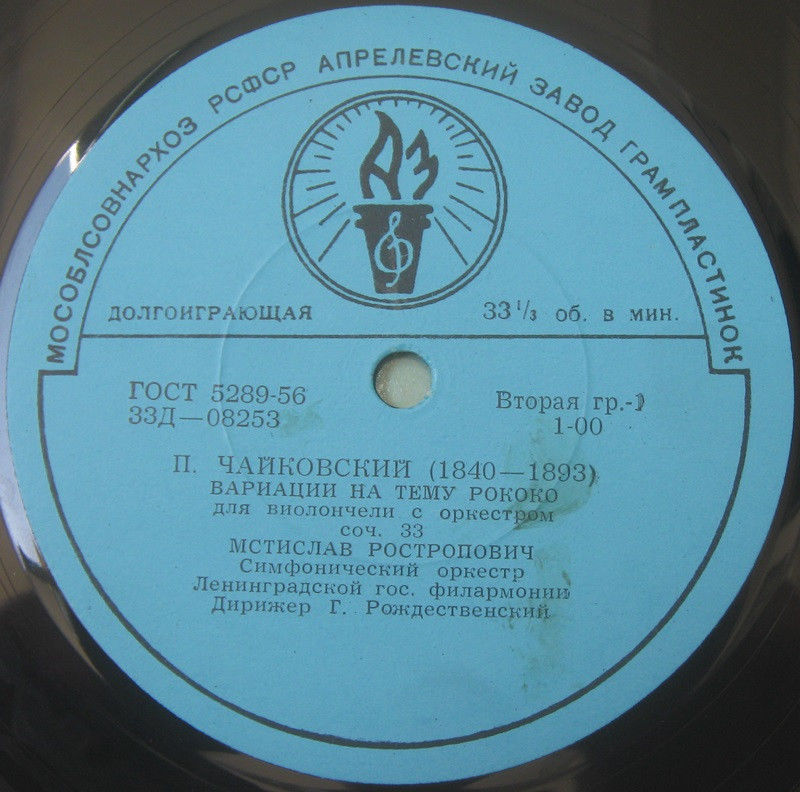 МОСОБЛСОВНАРХОЗ РСФСР АПРЕЛЕВСКИЙ ЗАВОД ГРАМПЛАСТИНОК
АЗ
ДОЛГОИГРАЮЩАЯ 33 1/3 об. в мин.
ГОСТ 5289-56 Вторая гр.-1
33Д—08253 1-00
П. ЧАЙКОВСКИЙ (1840—1893)
ВАРИАЦИИ НА ТЕМУ РОКОКО
для виолончели с оркестром
соч. 33
МСТИСЛАВ РОСТРОПОВИЧ
Симфонический оркестр
Ленинградской гос. филармонии
Дирижер Г. Рождественский